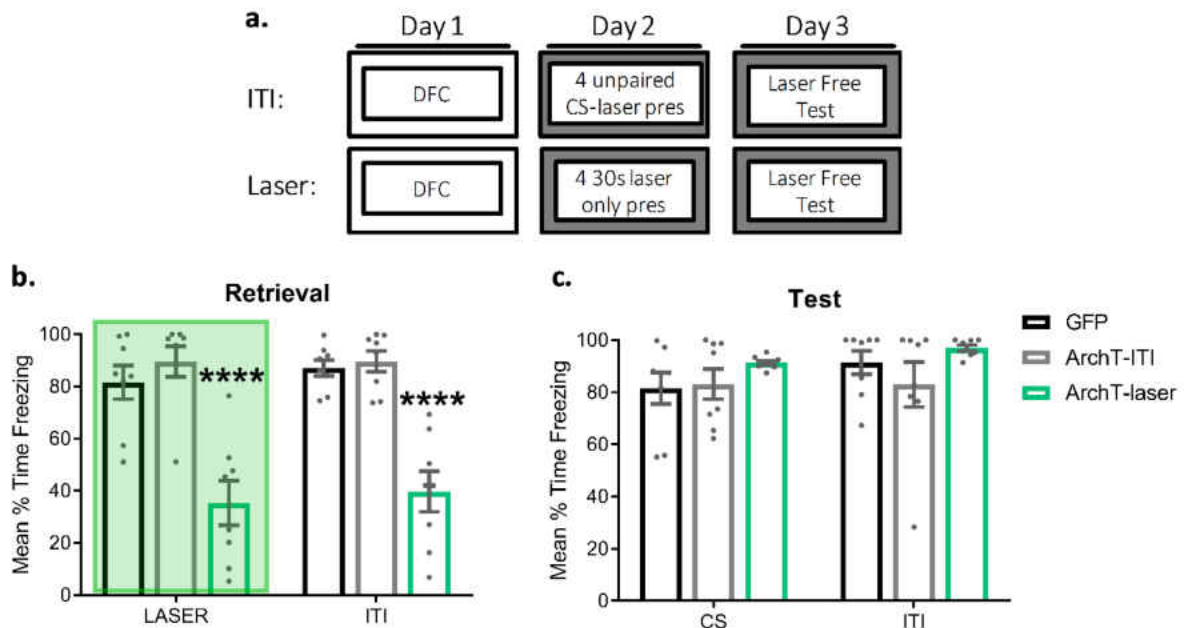 a.
Day 1 Day 2 Day 3
ITI: DFC 4 unpaired CS-laser pres Laser Free Test
Laser: DFC 4 30s laser only pres Laser Free Test
b.
Retrieval
Mean % Time Freezing
100
80
60
40
20
0
****
****
LASER ITI
c.
Test
Mean % Time Freezing
100
80
60
40
20
0
CS ITI
GFP
ArchT-ITI
ArchT-laser